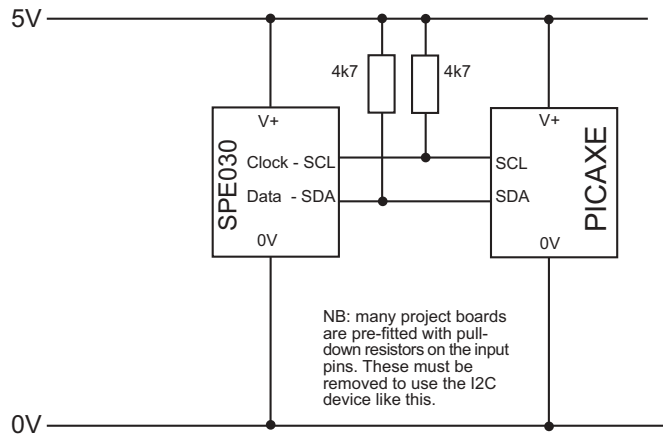 5V
4k7
4k7
V+
V+
SPE030
Clock - SCL
Data - SDA
0V
SCL
SDA
0V
PICAXE
NB: many project boards
are pre-fitted with pull-
down resistors on the input
pins. These must be
removed to use the I2C
device like this.
0V